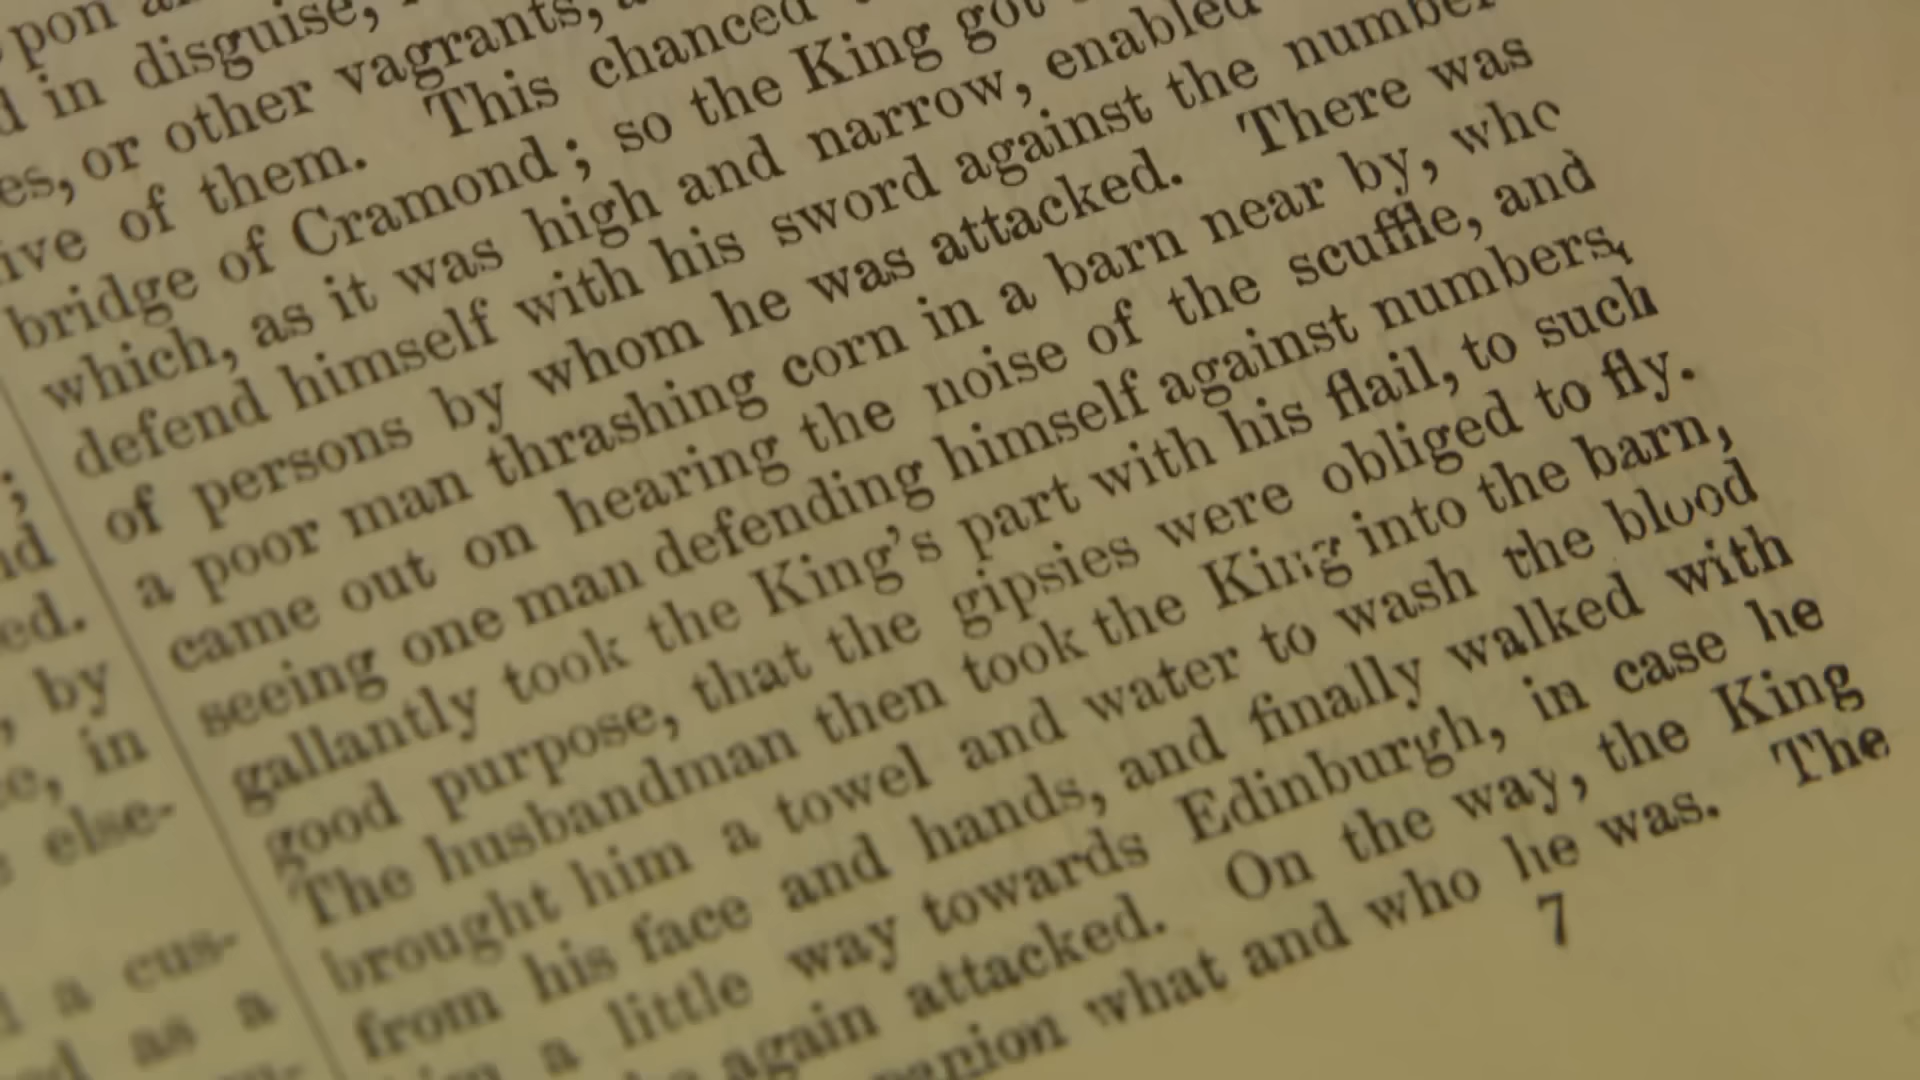 in disguise,
or other vagrants,
of them. This chanced
bridge of Cramond; so the King got
which, as it was high and narrow, enabled
defend himself with his sword against the number
of persons by whom he was attacked. There was
a poor man thrashing corn in a barn near by, who
came out on hearing the noise of the scuffle, and
seeing one man defending himself against numbers,
gallantly took the King's part with his flail, to such
good purpose, that the gipsies were obliged to fly.
The husbandman then took the King into the barn,
brought him a towel and water to wash the blood
from his face and hands, and finally walked with
a little way towards Edinburgh, in case he
again attacked. On the way, the King
what and who he was. The
7
;
by
in
else-
a cus-
as a